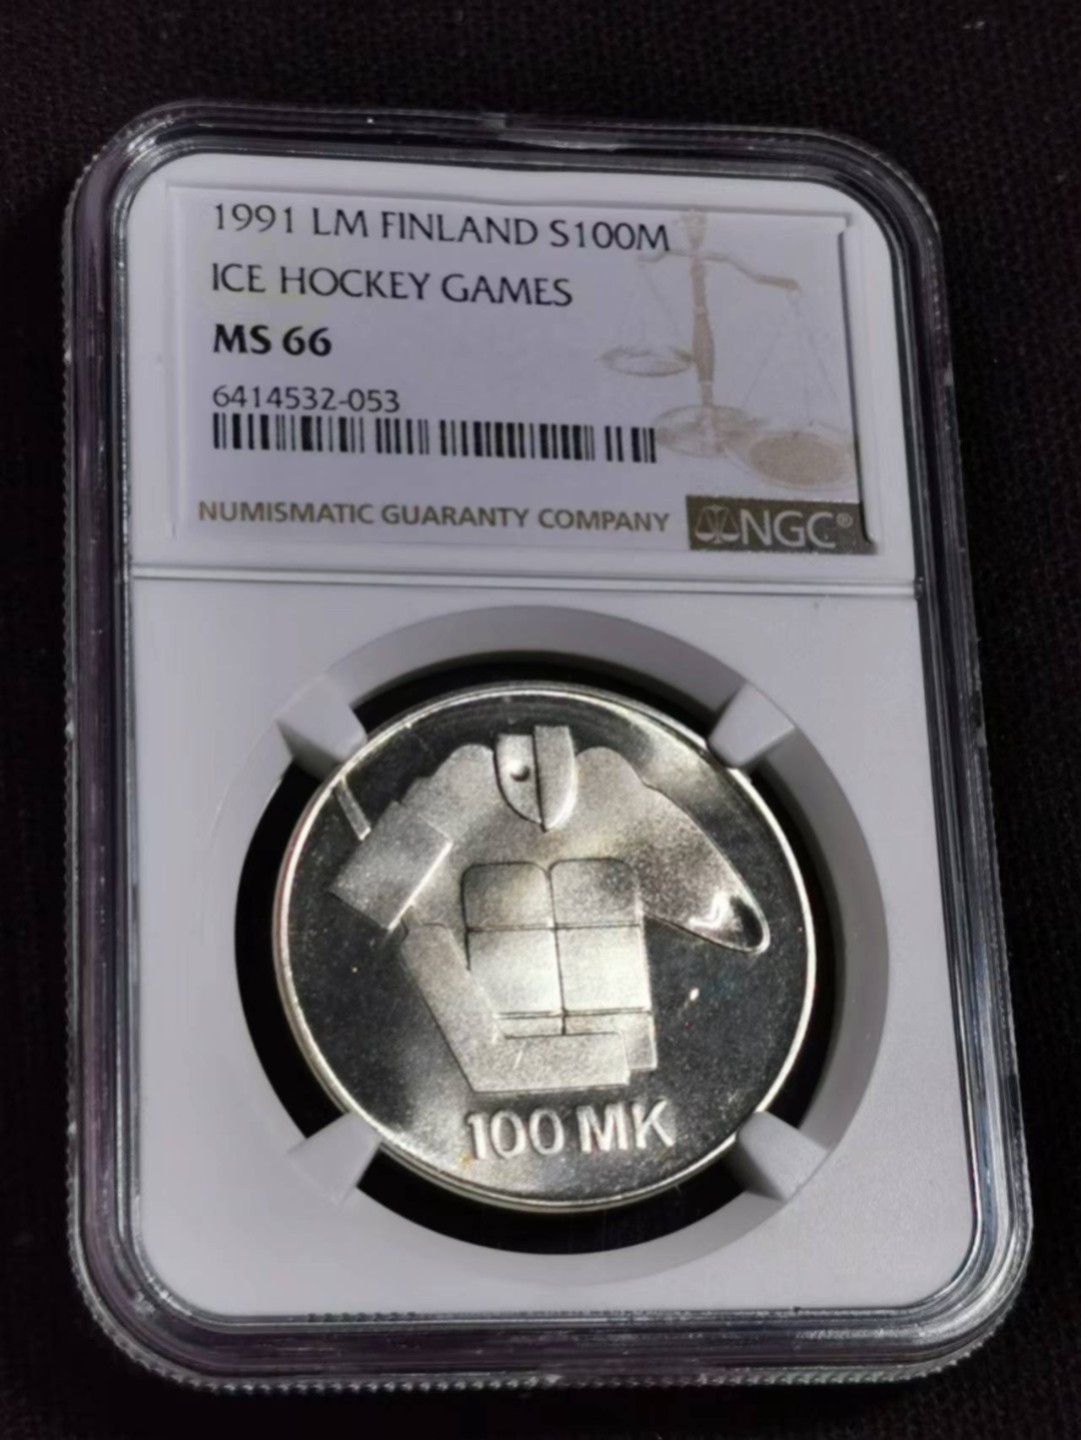 1991 LM FINLAND S100M
ICE HOCKEY GAMES
MS 66
6414532-053
NUMISMATIC GUARANTY COMPANY
NGC®
100 MK